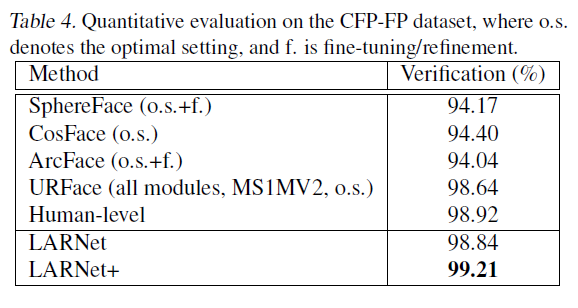 Table 4. Quantitative evaluation on the CFP-FP dataset, where o.s.
denotes the optimal setting, and f. is fine-tuning/refinement.
Method Verification (%)
SphereFace (o.s.+f.) 94.17
CosFace (o.s.) 94.40
ArcFace (o.s.+f.) 94.04
URFace (all modules, MS1MV2, o.s.) 98.64
Human-level 98.92
LARNet 98.84
LARNet+ 99.21